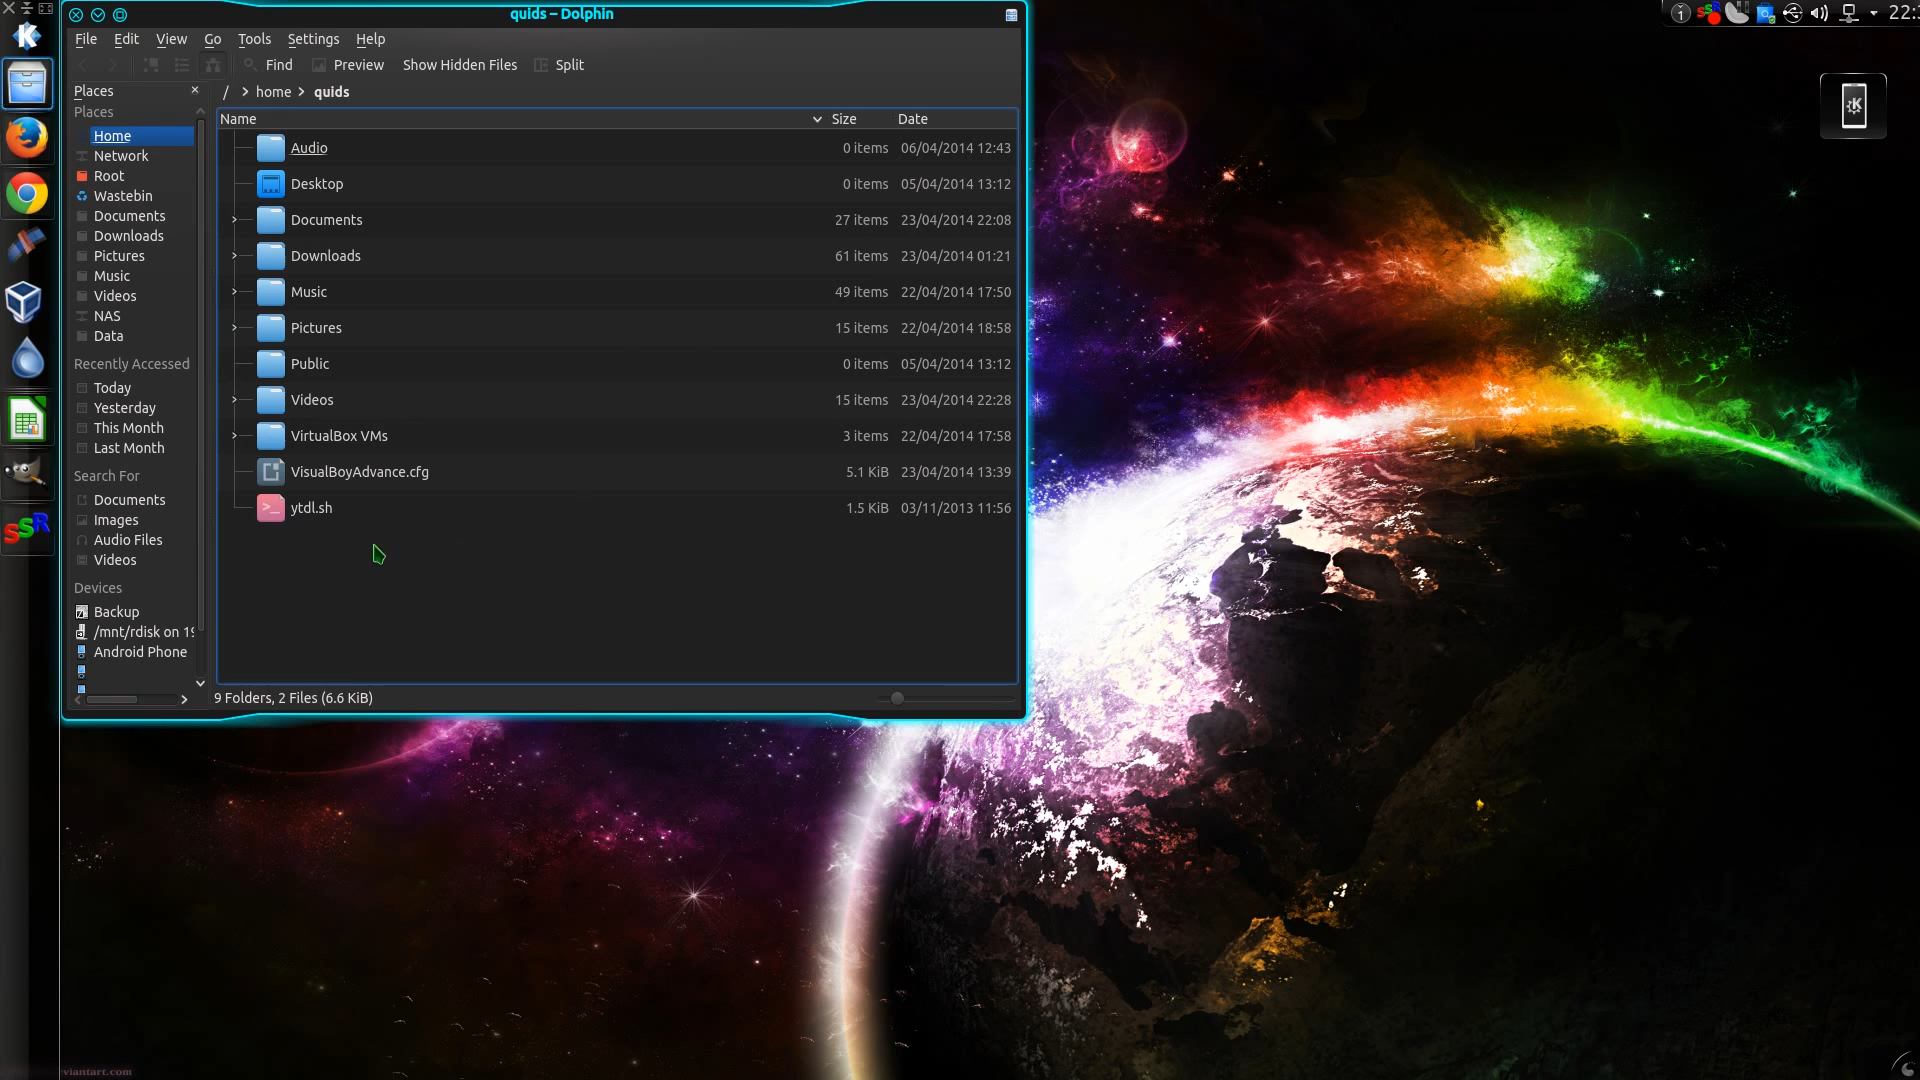 quids – Dolphin
22:
File Edit View Go Tools Settings Help
Find Preview Show Hidden Files Split
Places
/ > home > quids
Places
Home
Network
Root
Wastebin
Documents
Downloads
Pictures
Music
Videos
NAS
Data
Recently Accessed
Today
Yesterday
This Month
Last Month
Search For
Documents
Images
Audio Files
Videos
Devices
Backup
/mnt/rdisk on 19
Android Phone
Name Size Date
Audio 0 items 06/04/2014 12:43
Desktop 0 items 05/04/2014 13:12
Documents 27 items 23/04/2014 22:08
Downloads 61 items 23/04/2014 01:21
Music 49 items 22/04/2014 17:50
Pictures 15 items 22/04/2014 18:58
Public 0 items 05/04/2014 13:12
Videos 15 items 23/04/2014 22:28
VirtualBox VMs 3 items 22/04/2014 17:58
VisualBoyAdvance.cfg 5.1 KiB 23/04/2014 13:39
ytdl.sh 1.5 KiB 03/11/2013 11:56
9 Folders, 2 Files (6.6 KiB)
SSR
viantart.com